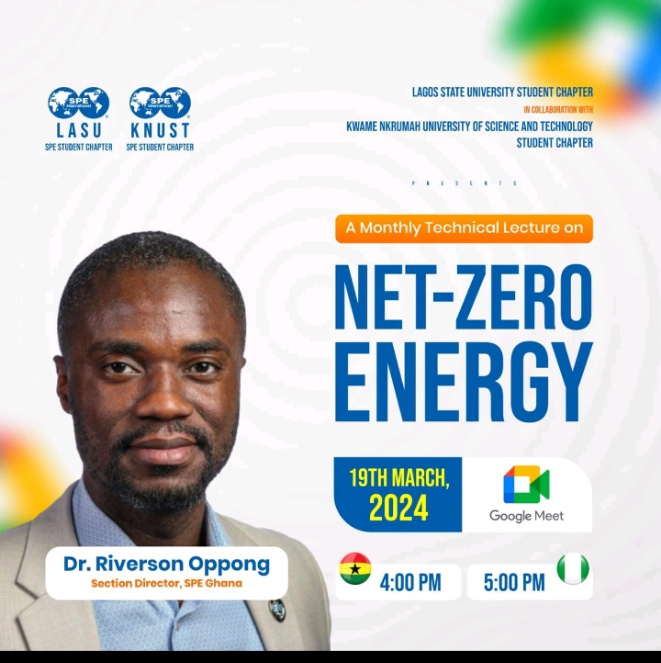 SPE
International
LASU
SPE STUDENT CHAPTER
SPE
International
KNUST
SPE STUDENT CHAPTER
LAGOS STATE UNIVERSITY STUDENT CHAPTER
IN COLLABORATION WITH
KWAME NKRUMAH UNIVERSITY OF SCIENCE AND TECHNOLOGY
STUDENT CHAPTER
PRESENTS
A Monthly Technical Lecture on
NET-ZERO
ENERGY
19TH MARCH,
2024
Google Meet
Dr. Riverson Oppong
Section Director, SPE Ghana
4:00 PM
5:00 PM